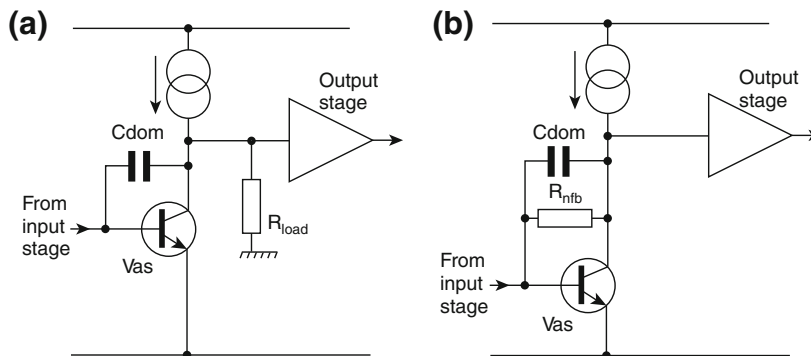 (a)
Output
stage
Cdom
From
input
stage
Vas
Rload
(b)
Output
stage
Cdom
Rnfb
From
input
stage
Vas